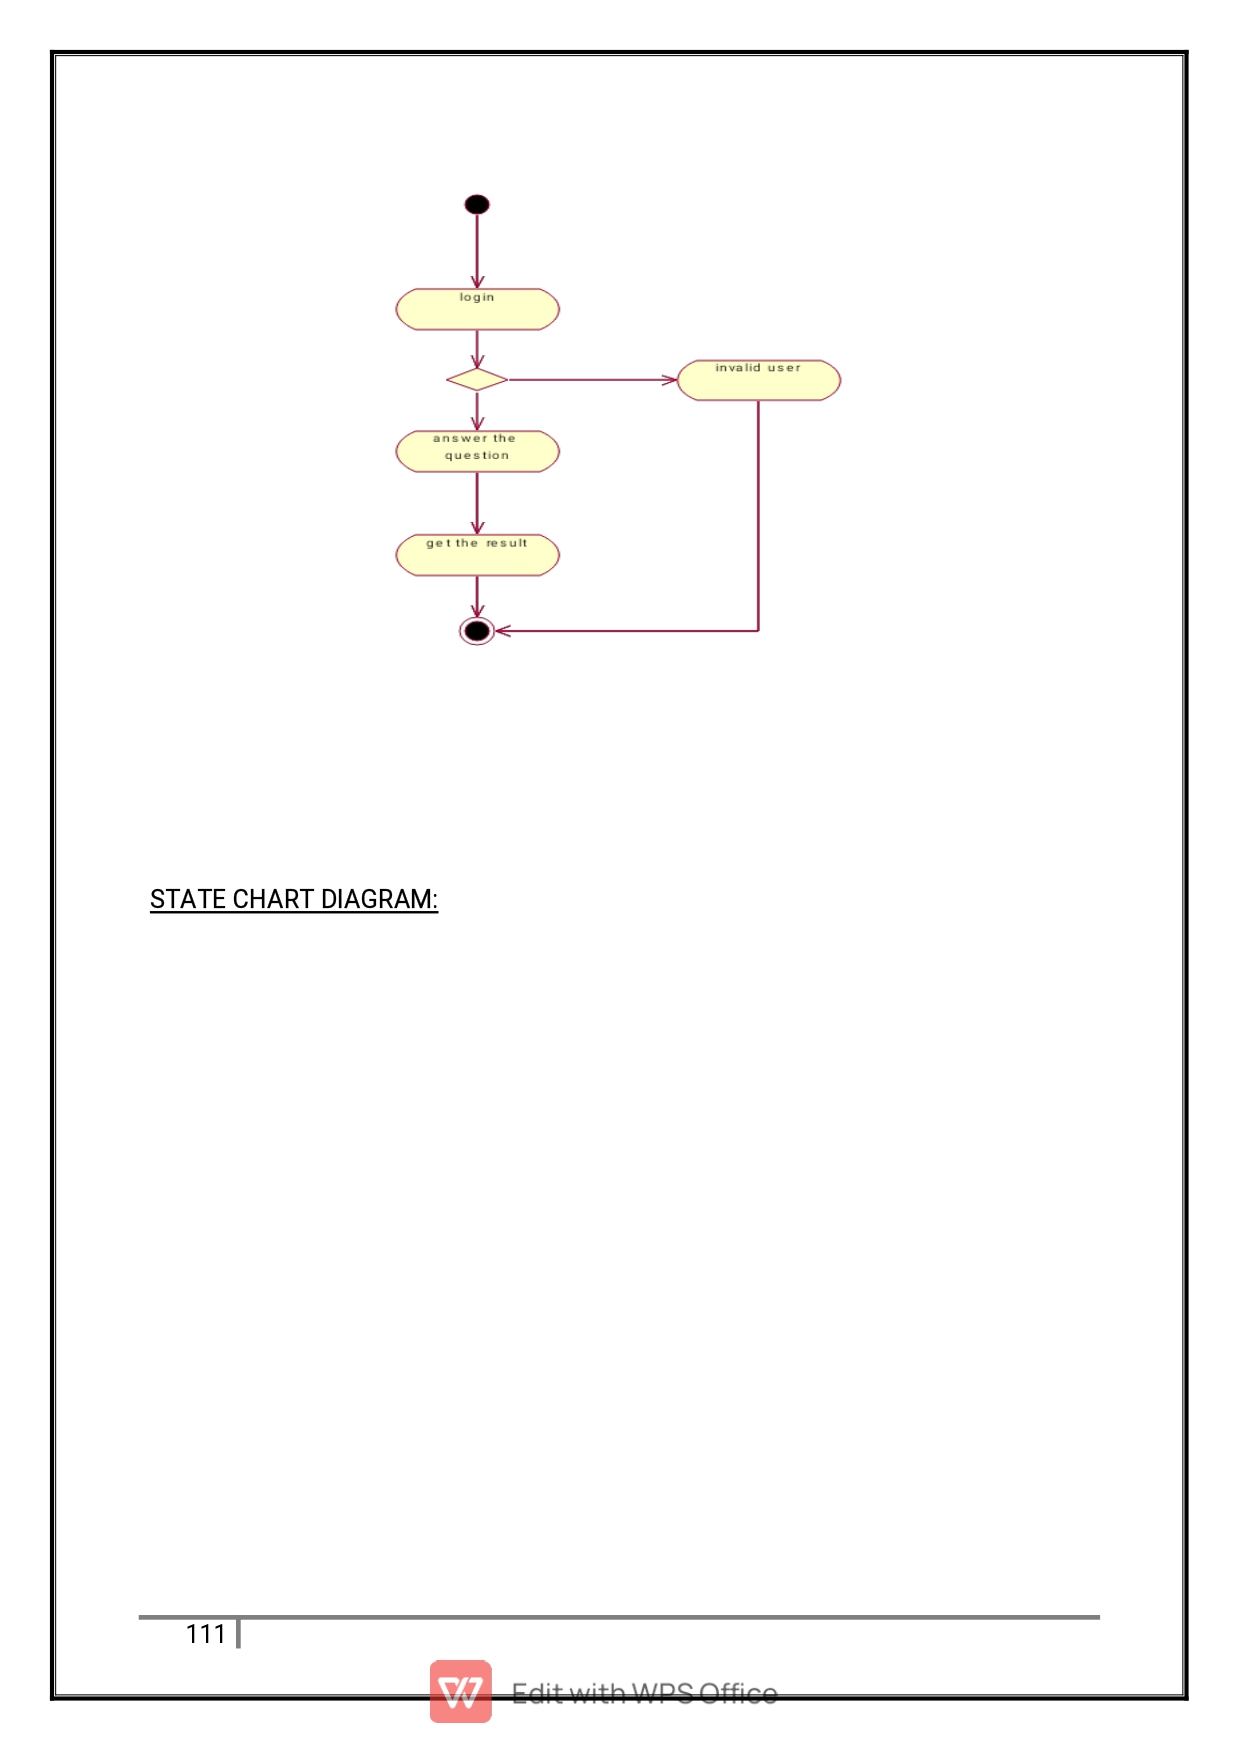 login
invalid user
answer the
question
get the result
STATE CHART DIAGRAM:
111
Edit with WPS Office